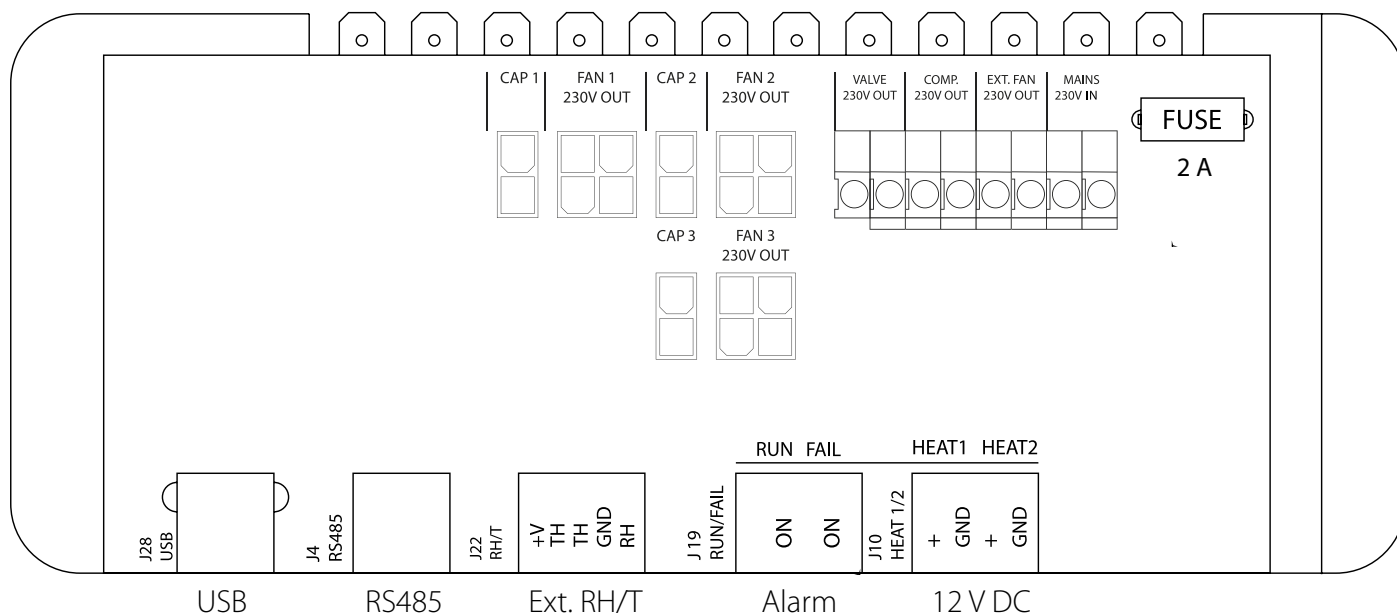 CAP 1
FAN 1
230V OUT
CAP 2
FAN 2
230V OUT
VALVE
230V OUT
COMP.
230V OUT
EXT. FAN
230V OUT
MAINS
230V IN
FUSE
2 A
CAP 3
FAN 3
230V OUT
RUN FAIL
HEAT1 HEAT2
J28
USB
J4
RS485
J22
RH/T
+V
TH
TH
GND
RH
J19
RUN/FAIL
ON
ON
J10
HEAT 1/2
+
GND
+
GND
USB
RS485
Ext. RH/T
Alarm
12 V DC